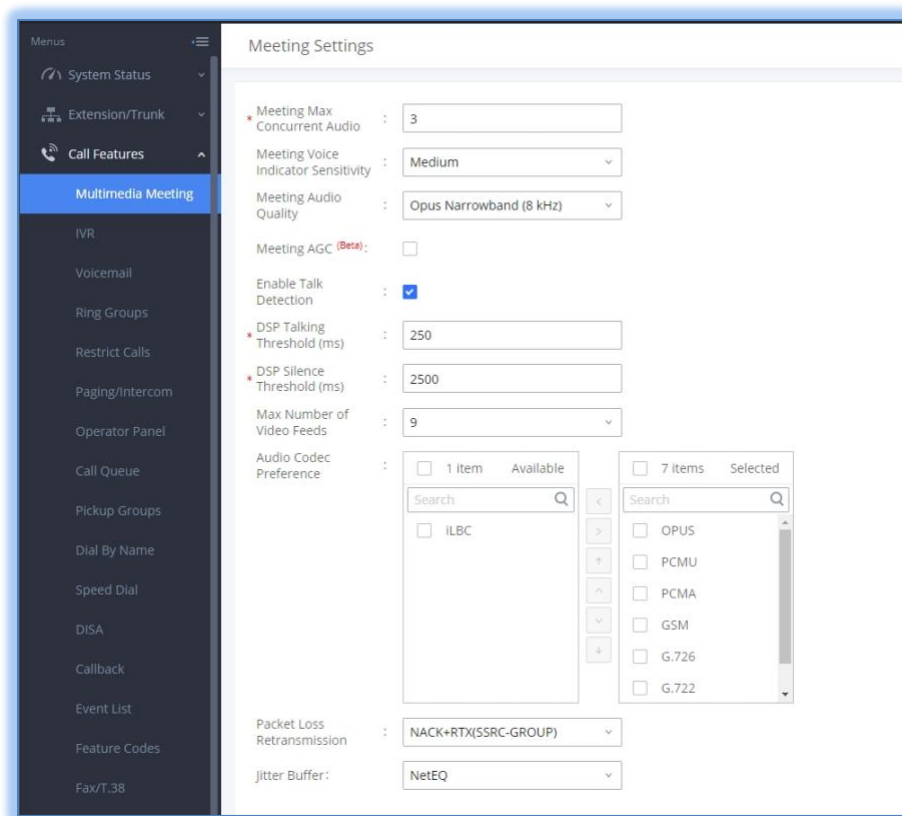 Menus
System Status
Extension/Trunk
Call Features
Multimedia Meeting
IVR
Voicemail
Ring Groups
Restrict Calls
Paging/Intercom
Operator Panel
Call Queue
Pickup Groups
Dial By Name
Speed Dial
DISA
Callback
Event List
Feature Codes
Fax/T.38
Meeting Settings
* Meeting Max
Concurrent Audio : 3
Meeting Voice
Indicator Sensitivity : Medium
Meeting Audio
Quality : Opus Narrowband (8 kHz)
Meeting AGC (Beta) :
Enable Talk
Detection :
* DSP Talking
Threshold (ms) : 250
* DSP Silence
Threshold (ms) : 2500
Max Number of
Video Feeds : 9
Audio Codec
Preference :
1 item Available
Search
iLBC
7 items Selected
Search
OPUS
PCMU
PCMA
GSM
G.726
G.722
Packet Loss
Retransmission : NACK+RTX(SSRC-GROUP)
Jitter Buffer : NetEQ